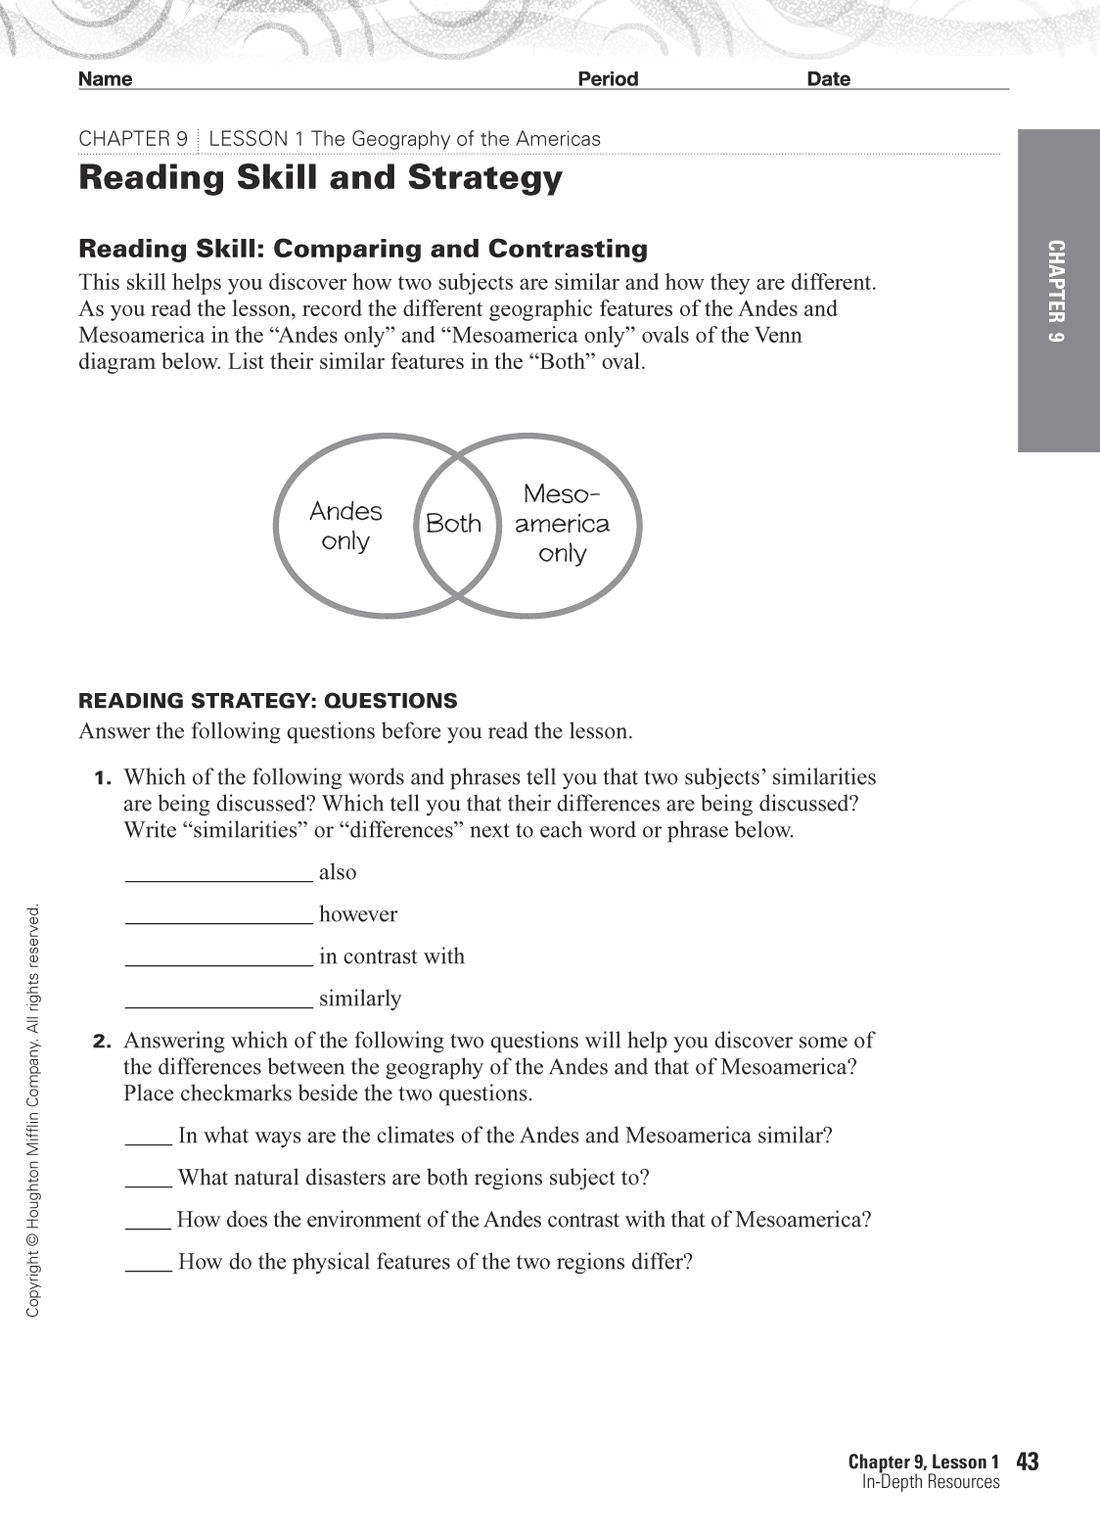 Name Period Date
CHAPTER 9 LESSON 1 The Geography of the Americas
Reading Skill and Strategy
CHAPTER 9
Reading Skill: Comparing and Contrasting
This skill helps you discover how two subjects are similar and how they are different.
As you read the lesson, record the different geographic features of the Andes and
Mesoamerica in the “Andes only” and “Mesoamerica only” ovals of the Venn
diagram below. List their similar features in the “Both” oval.
Andes
only
Both
Meso-
america
only
READING STRATEGY: QUESTIONS
Answer the following questions before you read the lesson.
1. Which of the following words and phrases tell you that two subjects’ similarities
are being discussed? Which tell you that their differences are being discussed?
Write “similarities” or “differences” next to each word or phrase below.
________________ also
________________ however
________________ in contrast with
________________ similarly
2. Answering which of the following two questions will help you discover some of
the differences between the geography of the Andes and that of Mesoamerica?
Place checkmarks beside the two questions.
____ In what ways are the climates of the Andes and Mesoamerica similar?
____ What natural disasters are both regions subject to?
____ How does the environment of the Andes contrast with that of Mesoamerica?
____ How do the physical features of the two regions differ?
Copyright © Houghton Mifflin Company. All rights reserved.
Chapter 9, Lesson 1 43
In-Depth Resources